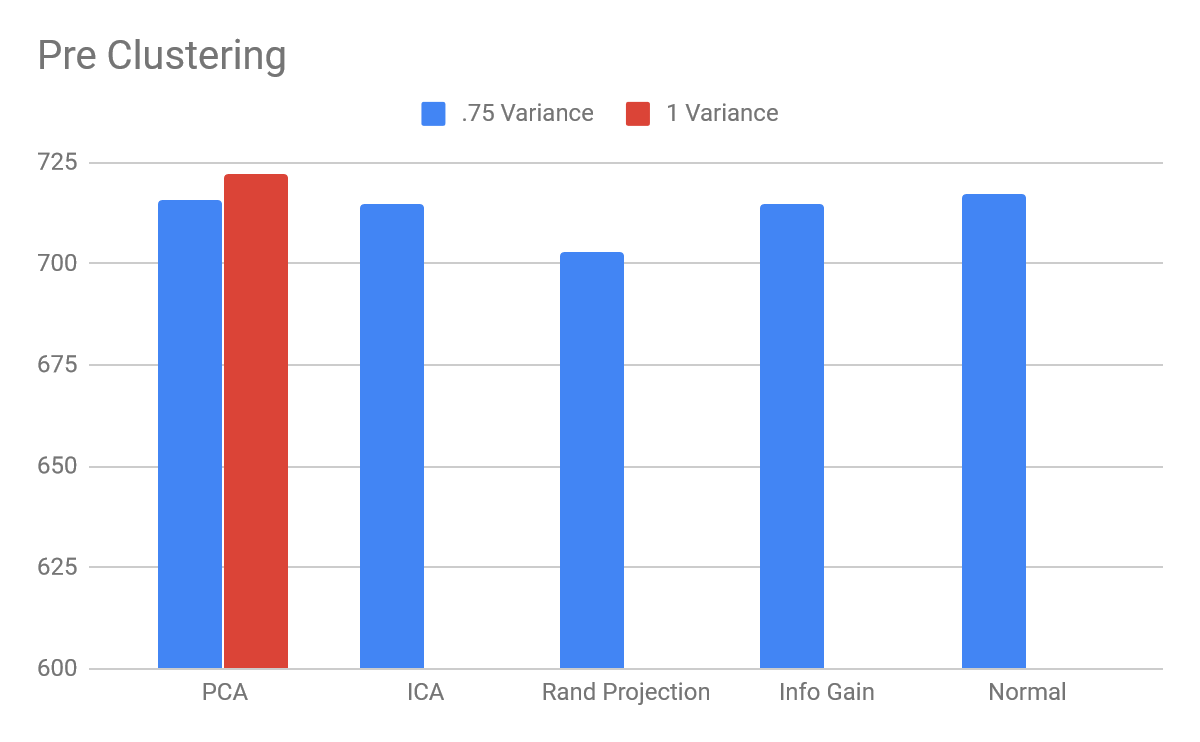 Pre Clustering
.75 Variance 1 Variance
725
700
675
650
625
600
PCA ICA Rand Projection Info Gain Normal